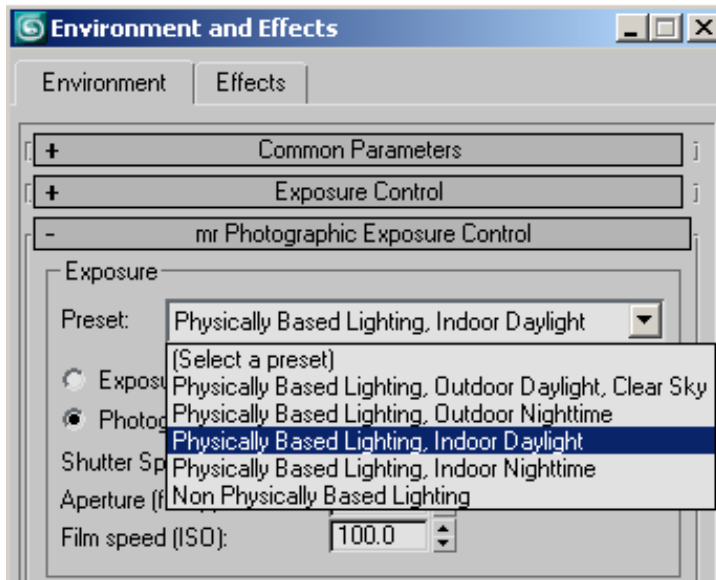 Environment and Effects
Environment Effects
+ Common Parameters
+ Exposure Control
- mr Photographic Exposure Control
Exposure
Preset: Physically Based Lighting, Indoor Daylight
(Select a preset)
Physically Based Lighting, Outdoor Daylight, Clear Sky
Physically Based Lighting, Outdoor Nighttime
Physically Based Lighting, Indoor Daylight
Physically Based Lighting, Indoor Nighttime
Non Physically Based Lighting
Shutter
Aperture
Film speed (ISO): 100.0